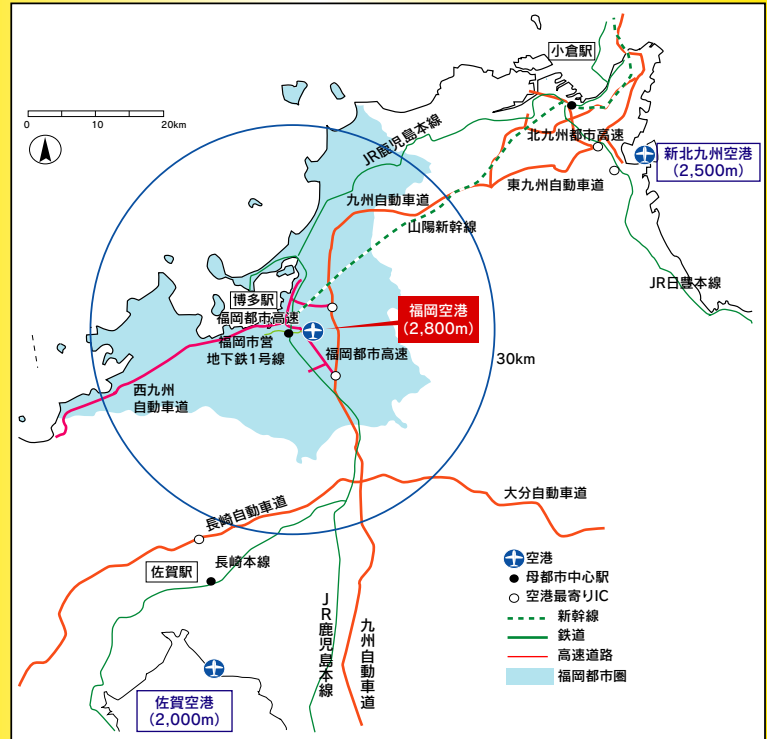 小倉駅
0
10
20km
JR鹿児島本線
北九州都市高速
新北九州空港
(2,500m)
東九州自動車道
九州自動車道
山陽新幹線
JR日豊本線
博多駅
福岡都市高速
福岡空港
(2,800m)
福岡市営
地下鉄1号線
福岡都市高速
30km
西九州
自動車道
大分自動車道
長崎自動車道
長崎本線
佐賀駅
JR鹿児島本線
九州自動車道
佐賀空港
(2,000m)
空港
母都市中心駅
空港最寄りIC
新幹線
鉄道
高速道路
福岡都市圏